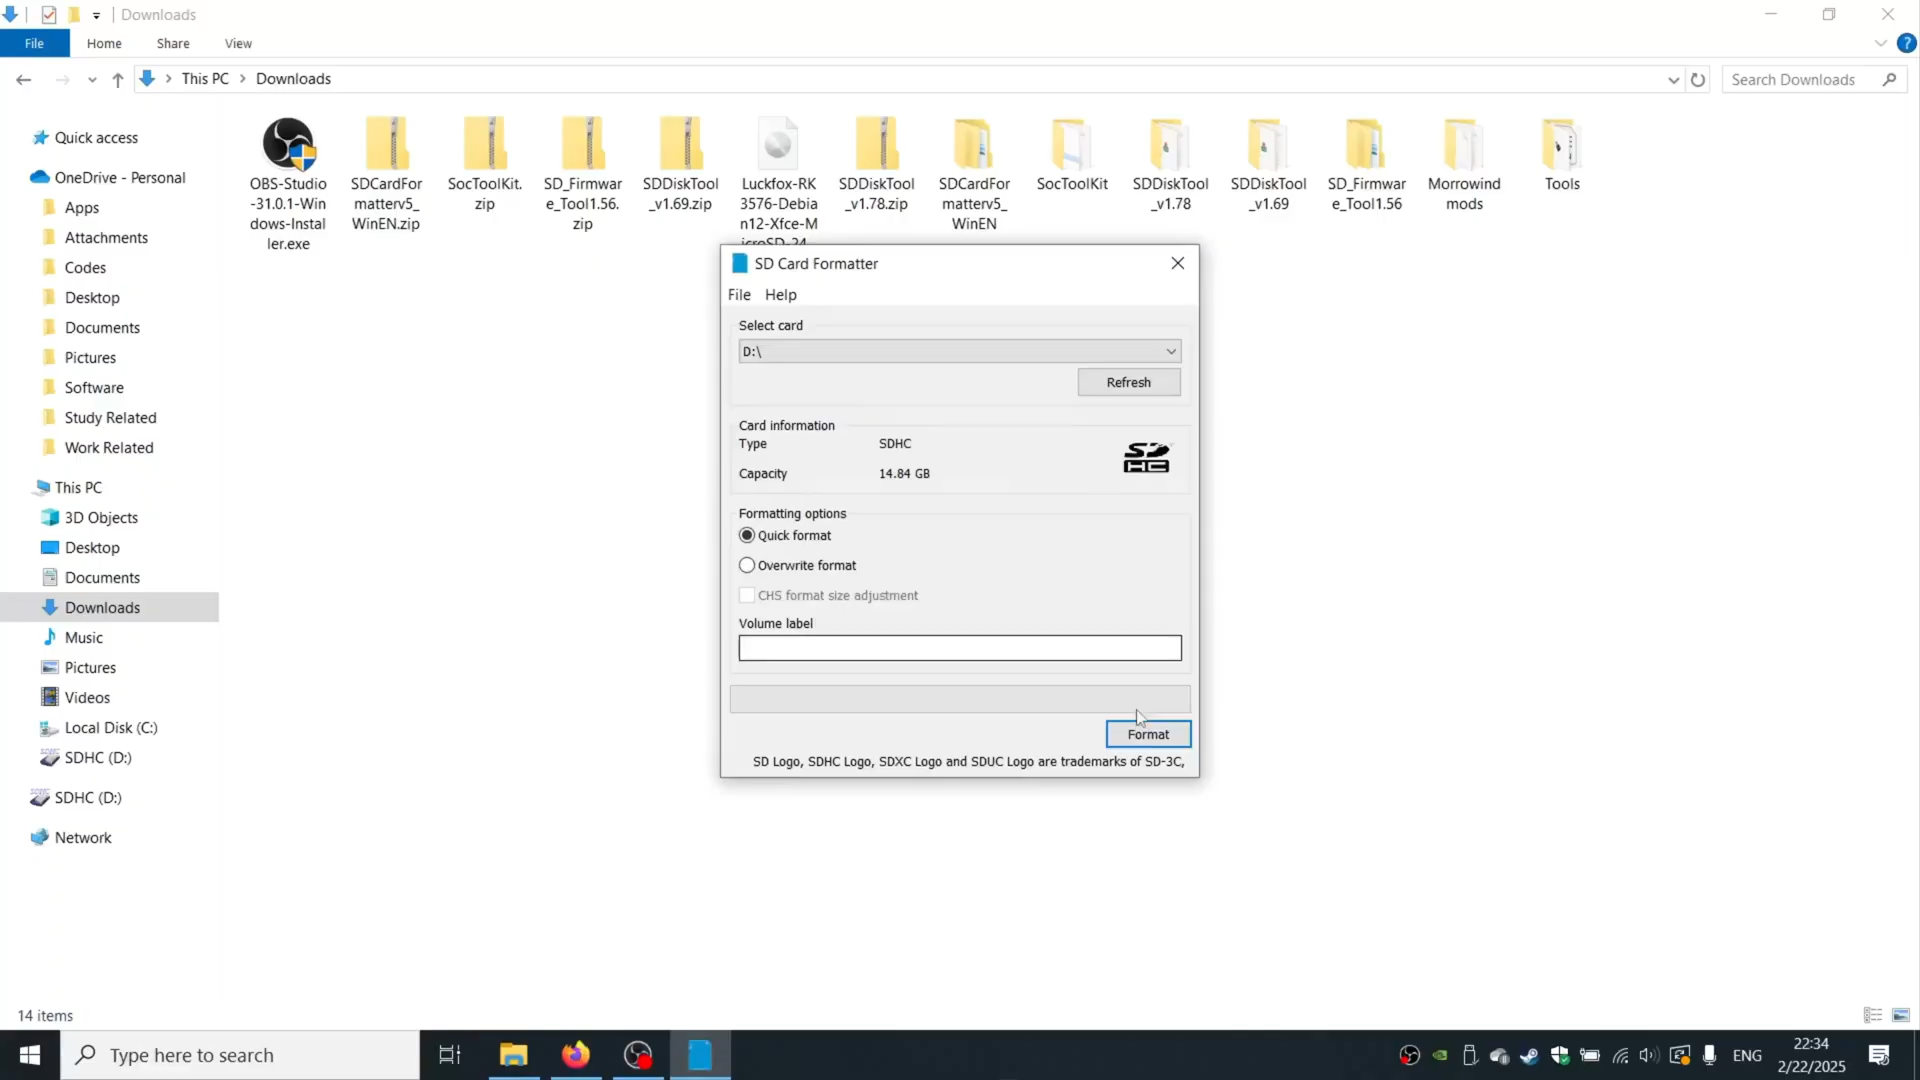 Downloads
File Home Share View
This PC Downloads
Search Downloads
Quick access
OneDrive - Personal
Apps
Attachments
Codes
Desktop
Documents
Pictures
Software
Study Related
Work Related
This PC
3D Objects
Desktop
Documents
Downloads
Music
Pictures
Videos
Local Disk (C:)
SDHC (D:)
SDHC (D:)
Network
OBS-Studio
-31.0.1-Win
dows-Instal
ler.exe
SDCardFor
matterv5_
WinEN.zip
SocToolKit.
zip
SD_Firmwar
e_Tool1.56.
zip
SDDiskTool
_v1.69.zip
Luckfox-RK
3576-Debia
n12-Xfce-M
icroSD-24
SDDiskTool
_v1.78.zip
SDCardFor
matterv5_
WinEN
SocToolKit
SDDiskTool
_v1.78
SDDiskTool
_v1.69
SD_Firmwar
e_Tool1.56
Morrowind
mods
Tools
SD Card Formatter
File Help
Select card
D:\
Refresh
Card information
Type SDHC
Capacity 14.84 GB
SD
HC
Formatting options
Quick format
Overwrite format
CHS format size adjustment
Volume label
Format
SD Logo, SDHC Logo, SDXC Logo and SDUC Logo are trademarks of SD-3C,
14 items
Type here to search
ENG
22:34
2/22/2025